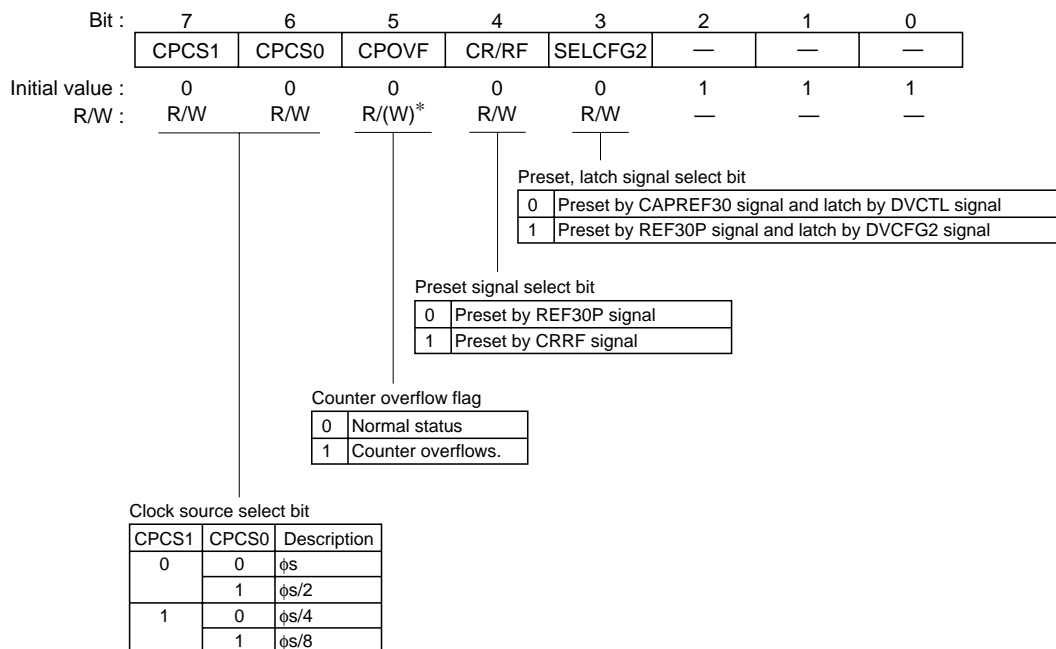 Bit : 7 6 5 4 3 2 1 0
CPCS1 CPCS0 CPOVF CR/RF SELCFG2 — — —
Initial value : 0 0 0 0 0 1 1 1
R/W : R/W R/W R/(W)* R/W R/W — — —
Preset, latch signal select bit
0 Preset by CAPREF30 signal and latch by DVCTL signal
1 Preset by REF30P signal and latch by DVCFG2 signal
Preset signal select bit
0 Preset by REF30P signal
1 Preset by CRRF signal
Counter overflow flag
0 Normal status
1 Counter overflows.
Clock source select bit
CPCS1 CPCS0 Description
0 0 φs
1 φs/2
1 0 φs/4
1 φs/8